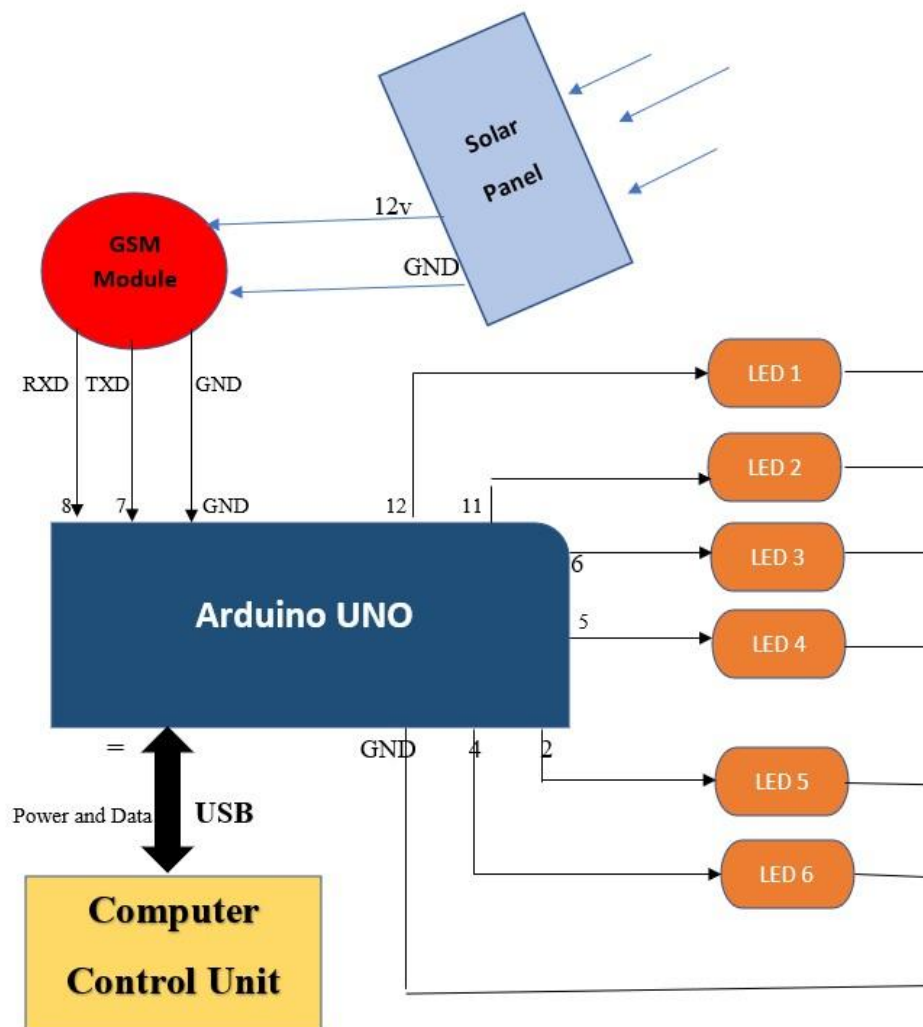 Solar
Panel
12v
GND
GSM
Module
RXD TXD GND
8 7 GND 12 11
LED 1
LED 2
LED 3
6
5
LED 4
Arduino UNO
= GND 4 2
LED 5
Power and Data USB
LED 6
Computer
Control Unit